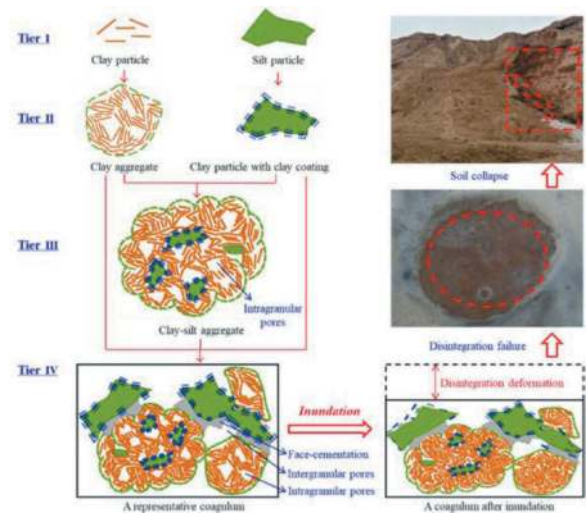 Tier I
Clay particle
Silt particle
Tier II
Clay aggregate
Clay particle with clay coating
Soil collapse
Tier III
Intragranular
pores
Clay-silt aggregate
Disintegration failure
Tier IV
Disintegration deformation
Inundation
Face-cementation
Intergranular pores
Intragranular pores
A representative coagulum
A coagulum after inundation